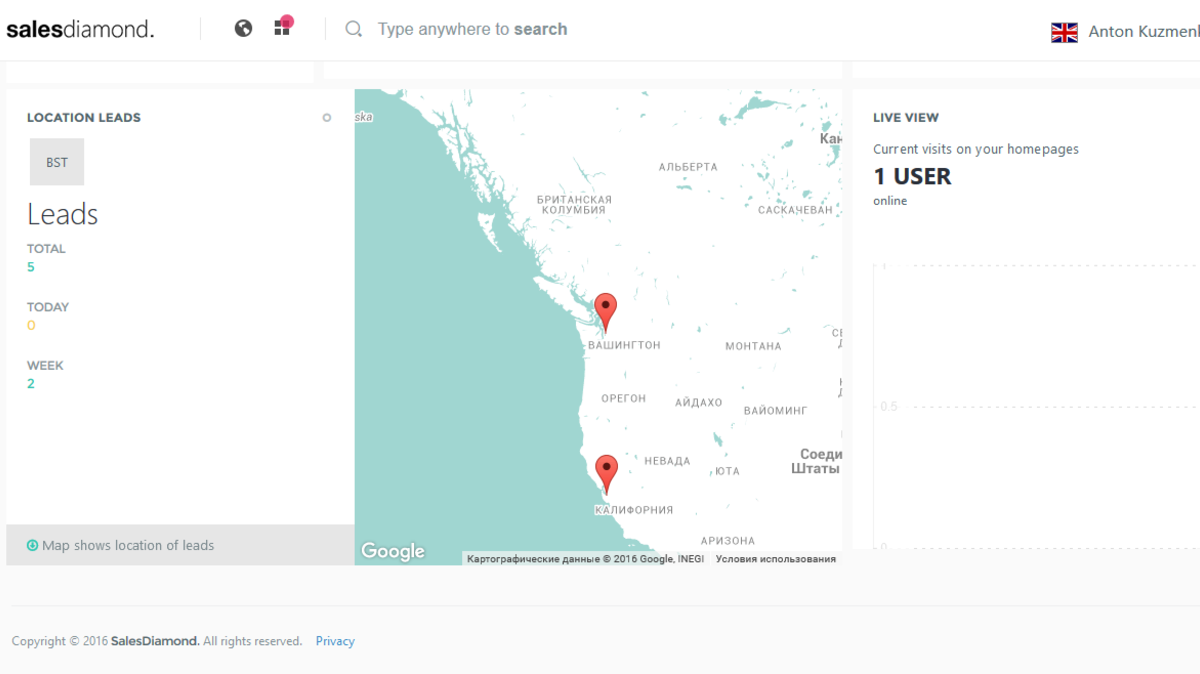 salesdiamond.
Type anywhere to search
Anton Kuzmenk
LOCATION LEADS
BST
Leads
TOTAL
5
TODAY
0
WEEK
2
Map shows location of leads
ska
Кан
АЛЬБЕРТА
БРИТАНСКАЯ
КОЛУМБИЯ
САСКАЧЕВАН
ВАШИНГТОН
МОНТАНА
ОРЕГОН
АЙДАХО
ВАЙОМИНГ
Соеди
Штаты
НЕВАДА
ЮТА
КАЛИФОРНИЯ
АРИЗОНА
Google
Картографические данные © 2016 Google, INEGI
Условия использования
LIVE VIEW
Current visits on your homepages
1 USER
online
1
0.5
0
Copyright © 2016 SalesDiamond. All rights reserved. Privacy